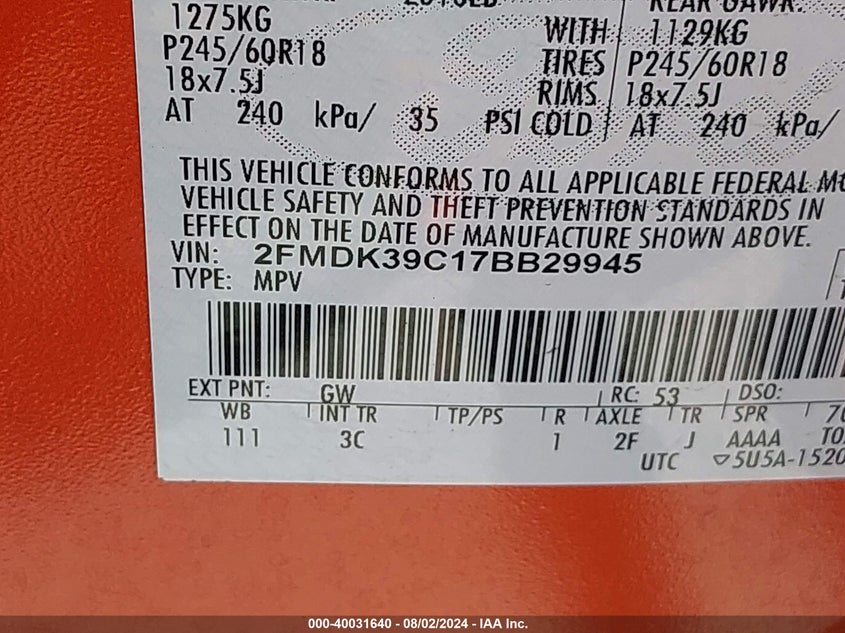 REAR GAWR:
1275KG WITH 1129KG
P245/60R18 TIRES P245/60R18
18x7.5J RIMS 18x7.5J
AT 240 kPa/ 35 PSI COLD AT 240 kPa/
THIS VEHICLE CONFORMS TO ALL APPLICABLE FEDERAL MO
VEHICLE SAFETY AND THEFT PREVENTION STANDARDS IN
EFFECT ON THE DATE OF MANUFACTURE SHOWN ABOVE.
VIN: 2FMDK39C17BB29945
TYPE: MPV
EXT PNT: GW RC: 53 DSO:
WB INT TR TP/PS R AXLE TR SPR
111 3C 1 2F J AAAA
UTC ▽5U5A-1520
000-40031640 - 08/02/2024 - IAA Inc.